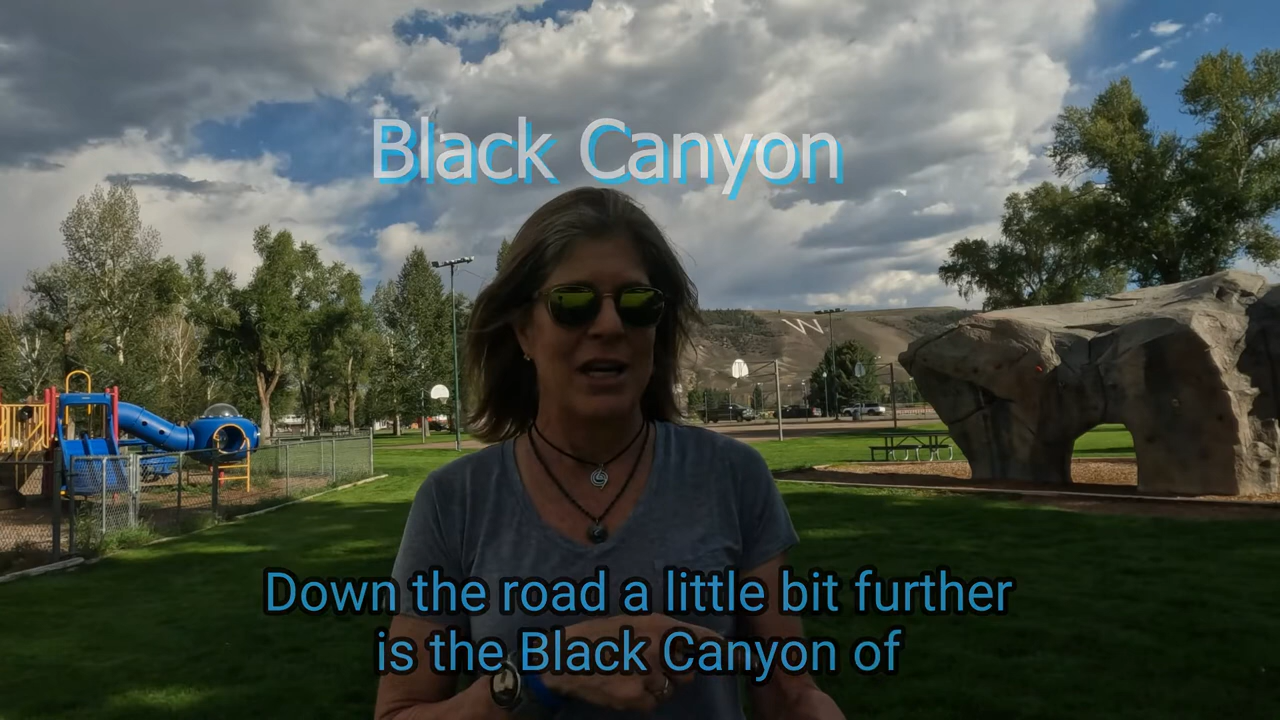 Black Canyon
W
Down the road a little bit further
is the Black Canyon of